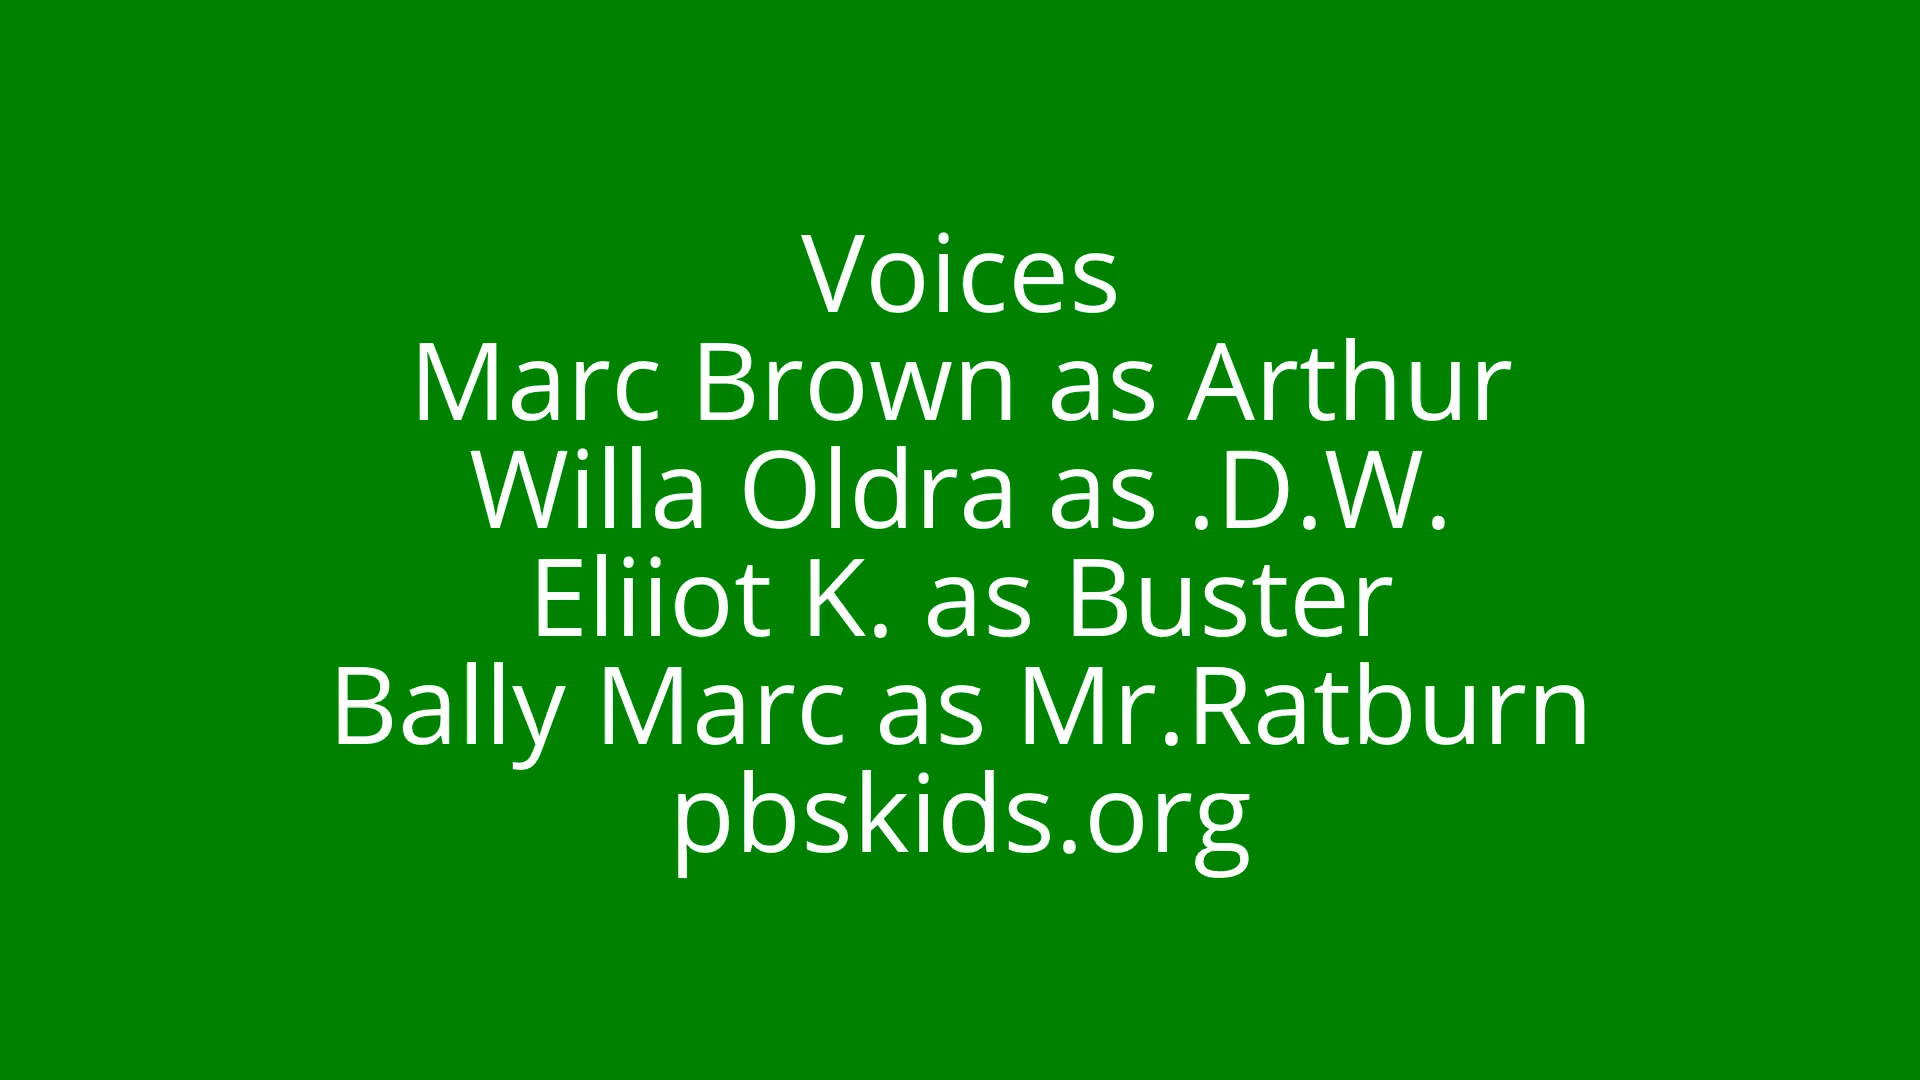 Voices
Marc Brown as Arthur
Willa Oldra as .D.W.
Eliiot K. as Buster
Bally Marc as Mr.Ratburn
pbskids.org